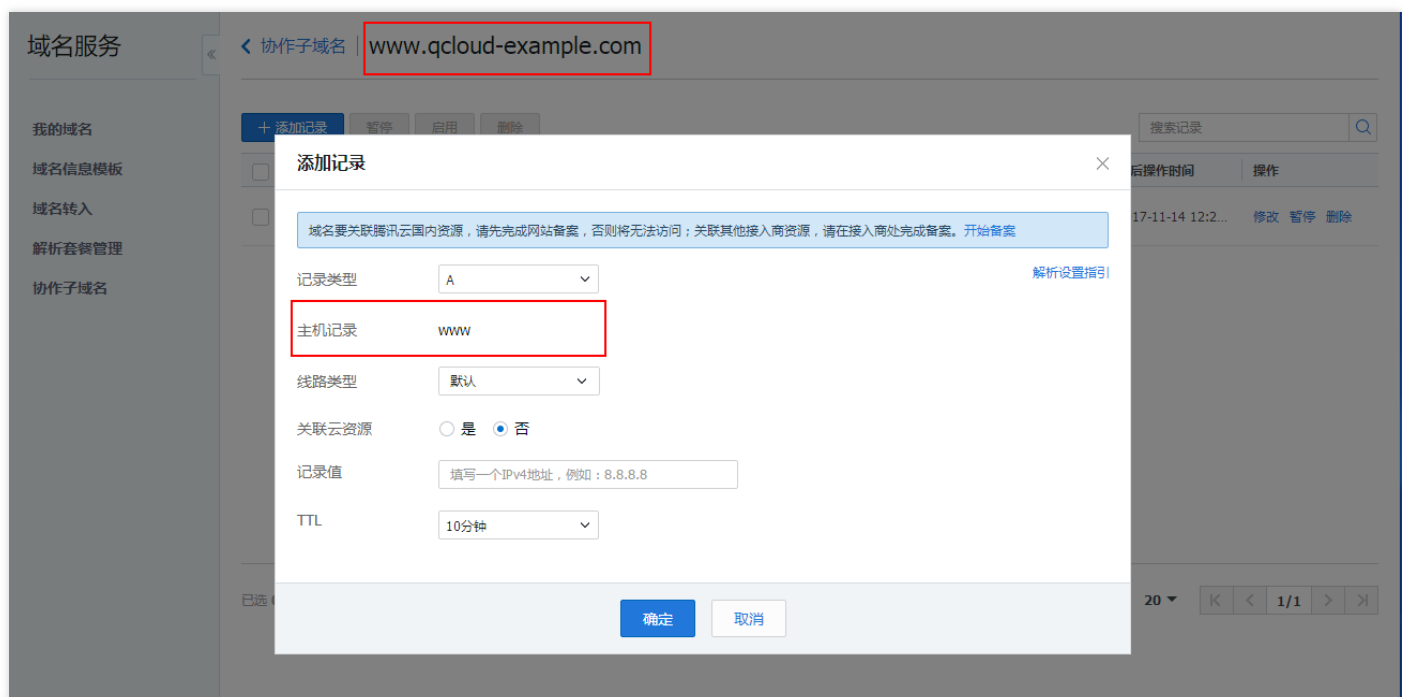 域名服务
«
协作子域名 | www.qcloud-example.com
我的域名
域名信息模板
域名转入
解析套餐管理
协作子域名
+ 添加记录 暂停 启用 删除
搜索记录
后操作时间 操作
17-11-14 12:2... 修改 暂停 删除
添加记录
域名要关联腾讯云国内资源，请先完成网站备案，否则将无法访问；关联其他接入商资源，请在接入商处完成备案。开始备案
解析设置指引
记录类型 A
主机记录 www
线路类型 默认
关联云资源 是 否
记录值 填写一个IPv4地址，例如：8.8.8.8
TTL 10分钟
确定 取消
已选
20 1/1